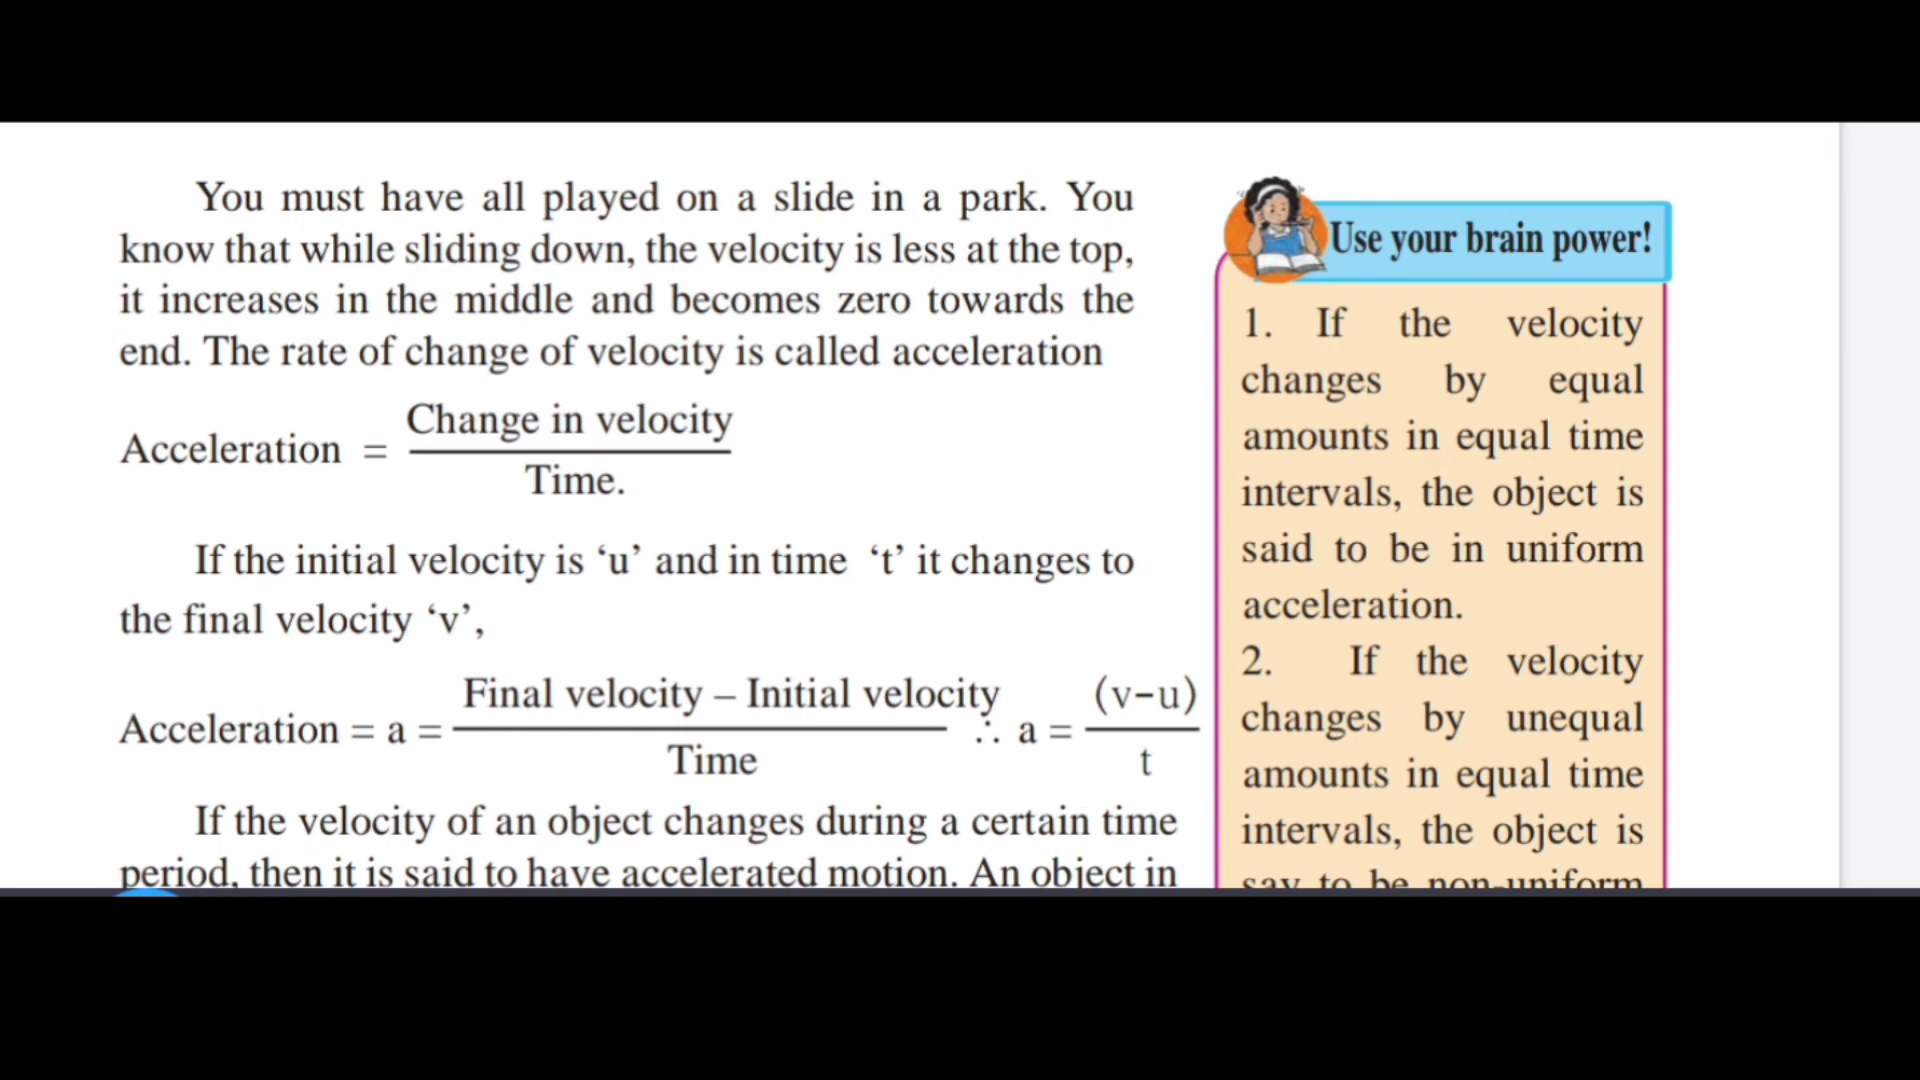 You must have all played on a slide in a park. You
know that while sliding down, the velocity is less at the top,
it increases in the middle and becomes zero towards the
end. The rate of change of velocity is called acceleration
Acceleration = Change in velocity
Time.
If the initial velocity is ‘u’ and in time ‘t’ it changes to
the final velocity ‘v’,
Final velocity – Initial velocity (v–u)
Acceleration = a = ∴ a =
Time t
If the velocity of an object changes during a certain time
period, then it is said to have accelerated motion. An object in
Use your brain power!
1. If the velocity
changes by equal
amounts in equal time
intervals, the object is
said to be in uniform
acceleration.
2. If the velocity
changes by unequal
amounts in equal time
intervals, the object is
say to be non-uniform